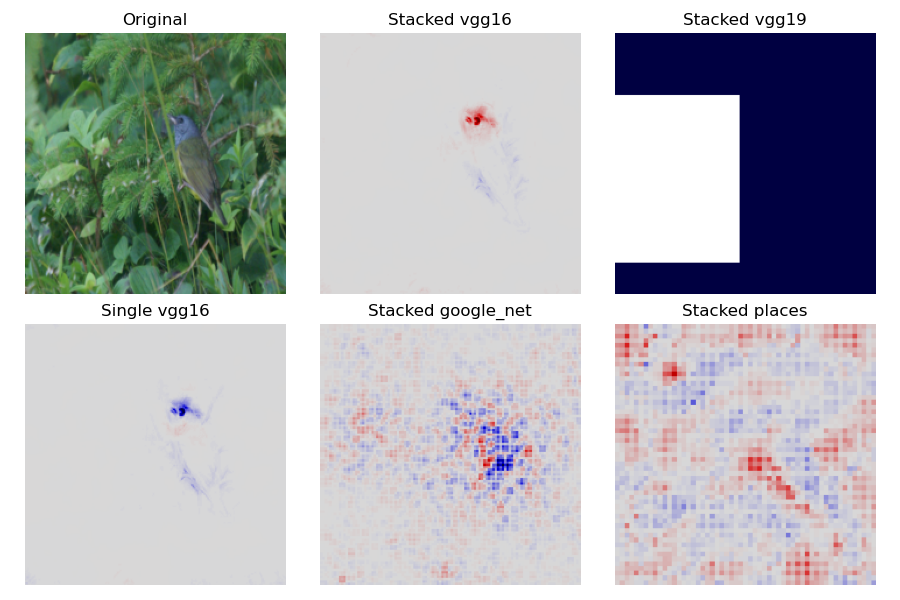 Original
Stacked vgg16
Stacked vgg19
Single vgg16
Stacked google_net
Stacked places